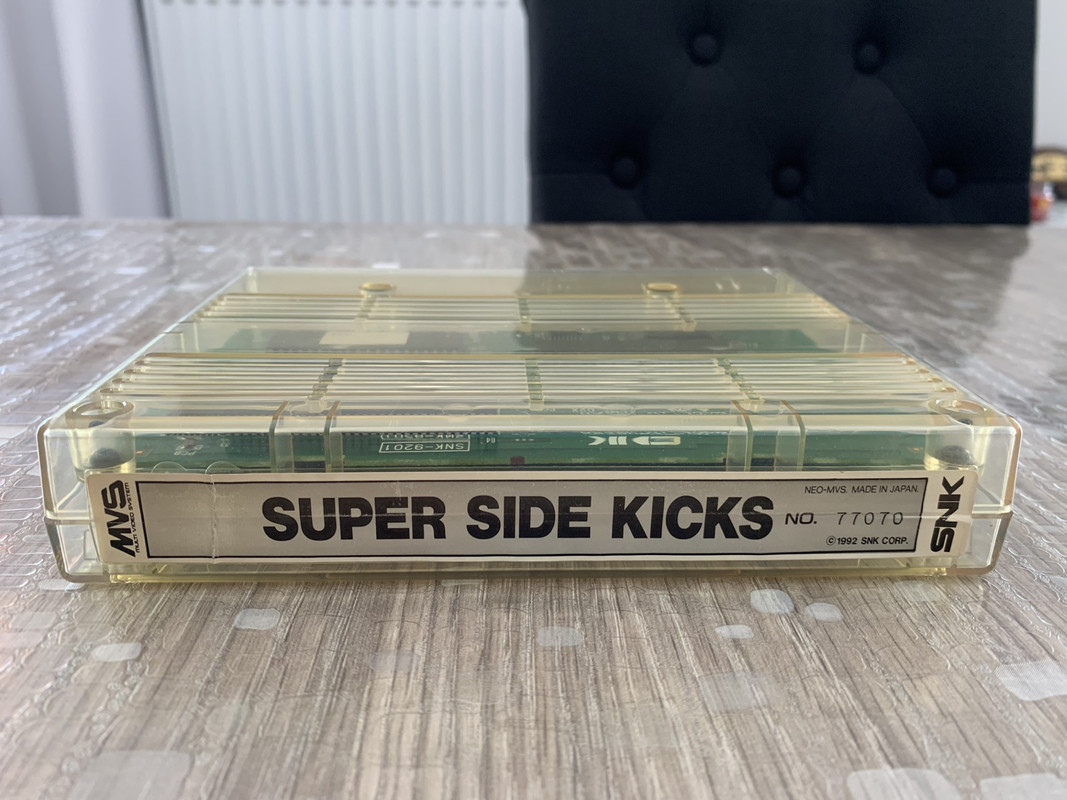 SNK-9201
MVS
MULTI VIDEO SYSTEM
SUPER SIDE KICKS
NEO-MVS. MADE IN JAPAN.
NO. 77070
©1992 SNK CORP.
SNK